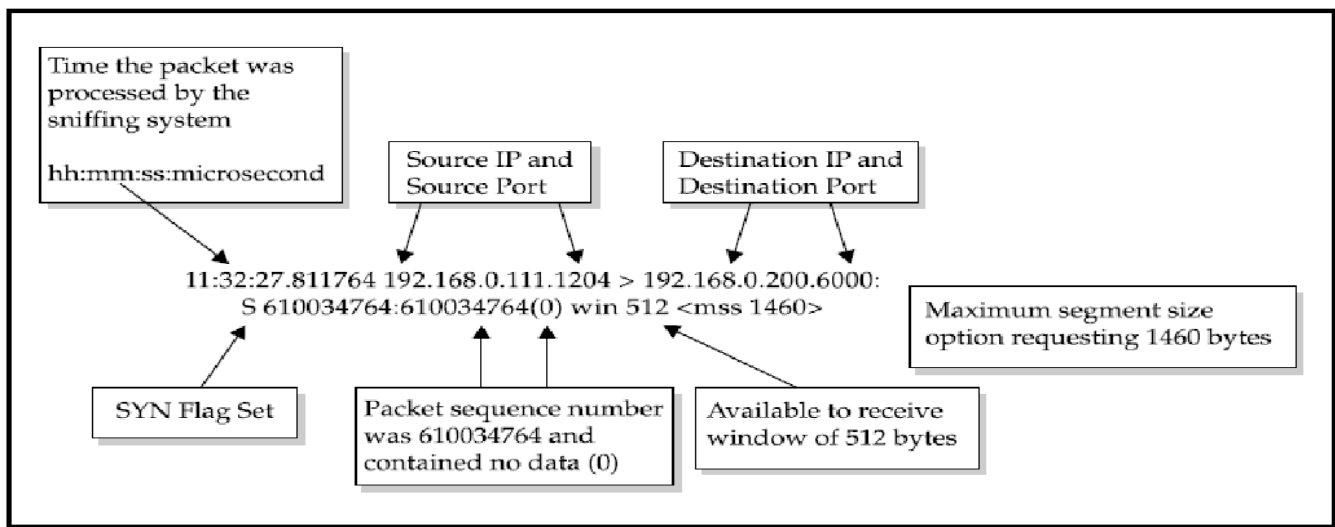 Time the packet was
processed by the
sniffing system
hh:mm:ss:microsecond
Source IP and
Source Port
Destination IP and
Destination Port
11:32:27.811764 192.168.0.111.1204 > 192.168.0.200.6000:
S 610034764:610034764(0) win 512 <mss 1460>
Maximum segment size
option requesting 1460 bytes
SYN Flag Set
Packet sequence number
was 610034764 and
contained no data (0)
Available to receive
window of 512 bytes